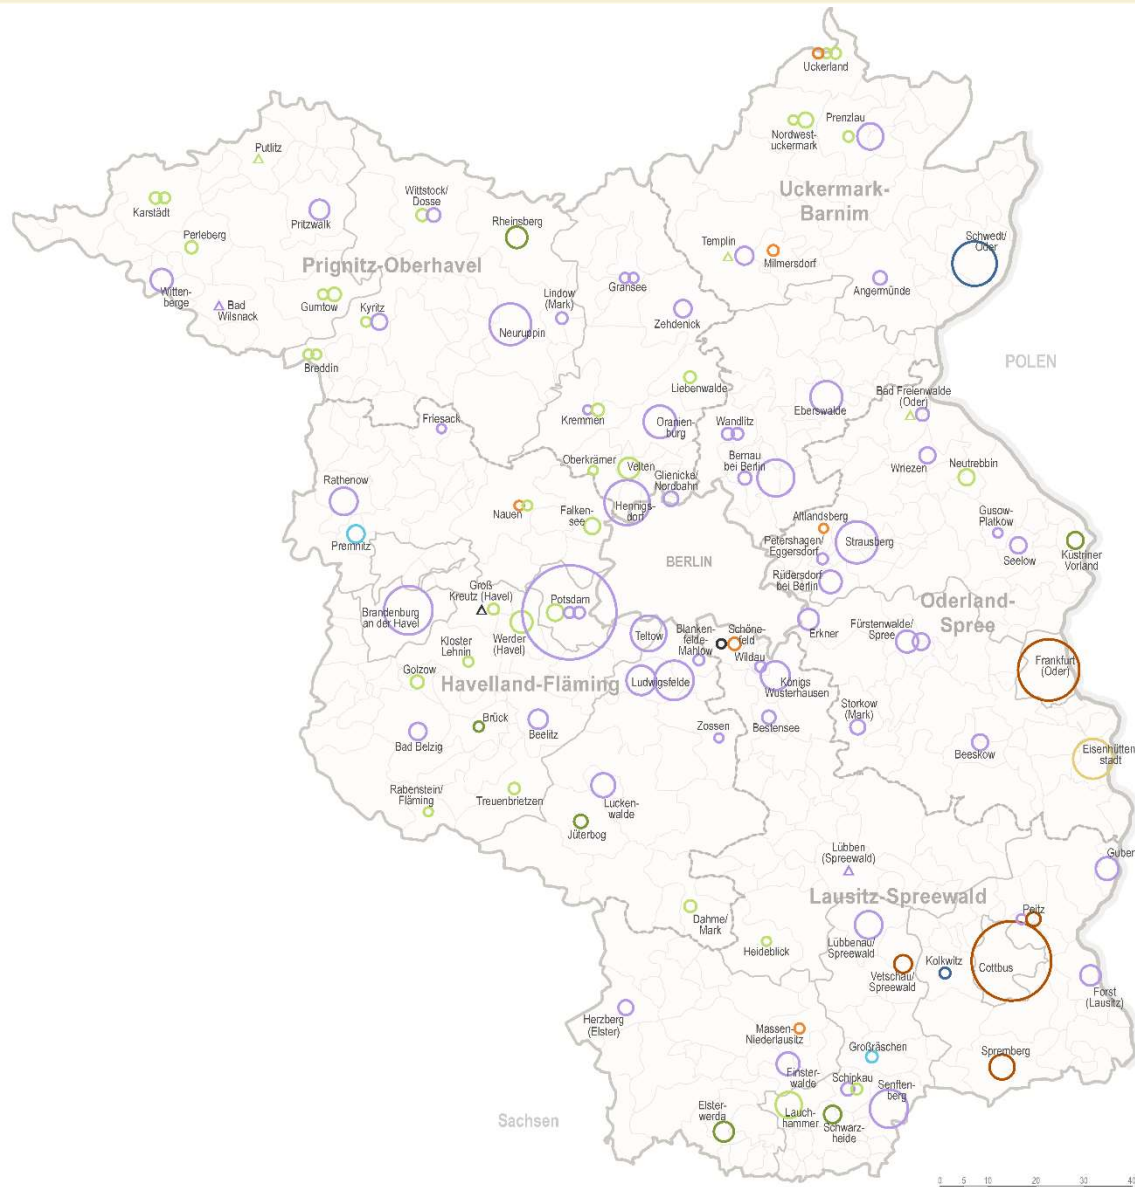 Uckerland
Nordwest-
uckermark
Prenzlau
Putlitz
Karstädt
Perleberg
Pritzwalk
Wittstock/
Dosse
Rheinsberg
Uckermark-
Barnim
Templin
Milmersdorf
Schwedt/
Oder
Angermünde
Prignitz-Oberhavel
Witten-
berge
Bad
Wilsnack
Gumtow
Kyritz
Breddin
Neuruppin
Lindow
(Mark)
Gransee
Zehdenick
POLEN
Liebenwalde
Kremmen
Oranien-
burg
Wandlitz
Eberswalde
Bad Freienwalde
(Oder)
Friesack
Oberkrämer
Velten
Glienicke/
Nordbahn
Bernau
bei Berlin
Wriezen
Neutrebbin
Rathenow
Premnitz
Nauen
Falken-
see
Hennigs-
dorf
Altlandsberg
Petershagen/
Eggersdorf
Strausberg
Gusow-
Platkow
Seelow
Küstriner
Vorland
BERLIN
Rüdersdorf
bei Berlin
Oderland-
Spree
Brandenburg
an der Havel
Groß
Kreutz (Havel)
Potsdam
Werder
(Havel)
Kloster
Lehnin
Golzow
Teltow
Blanken-
felde-
Mahlow
Schöne-
feld
Wildau
Erkner
Fürstenwalde/
Spree
Frankfurt
(Oder)
Havelland-Fläming
Ludwigsfelde
Königs
Wusterhausen
Bestensee
Zossen
Storkow
(Mark)
Beeskow
Eisenhütten-
stadt
Bad Belzig
Brück
Beelitz
Rabenstein/
Fläming
Treuenbrietzen
Lucken-
walde
Jüterbog
Lübben
(Spreewald)
Guben
Lausitz-Spreewald
Dahme/
Mark
Heideblick
Lübbenau/
Spreewald
Vetschau/
Spreewald
Kolkwitz
Peitz
Cottbus
Forst
(Lausitz)
Herzberg
(Elster)
Massen-
Niederlausitz
Großräschen
Spremberg
Finster-
walde
Schipkau
Senften-
berg
Elster-
werda
Lauch-
hammer
Schwarz-
heide
Sachsen
0 5 10 20 30 40